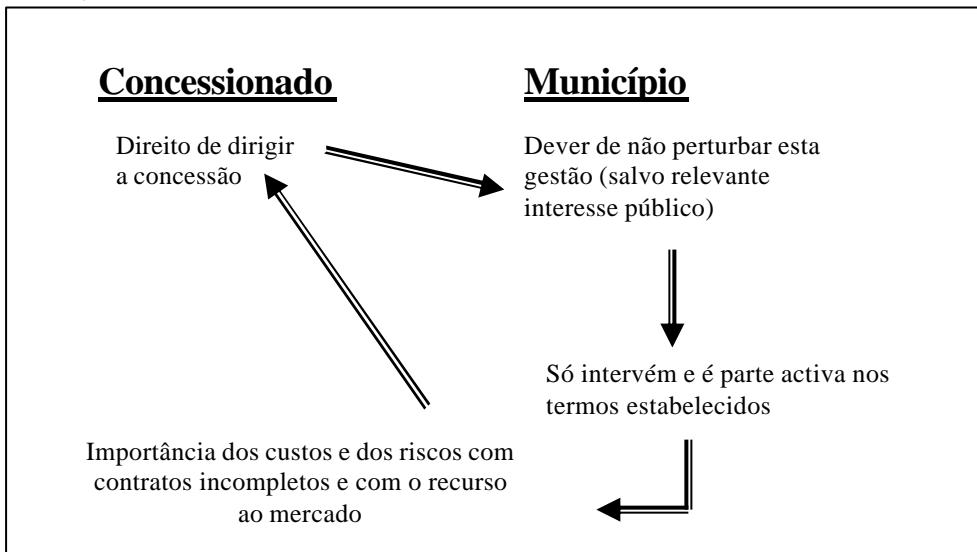 Concessionado
Município
Direito de dirigir
a concessão
Dever de não perturbar esta
gestão (salvo relevante
interesse público)
Só intervém e é parte activa nos
termos estabelecidos
Importância dos custos e dos riscos com
contratos incompletos e com o recurso
ao mercado